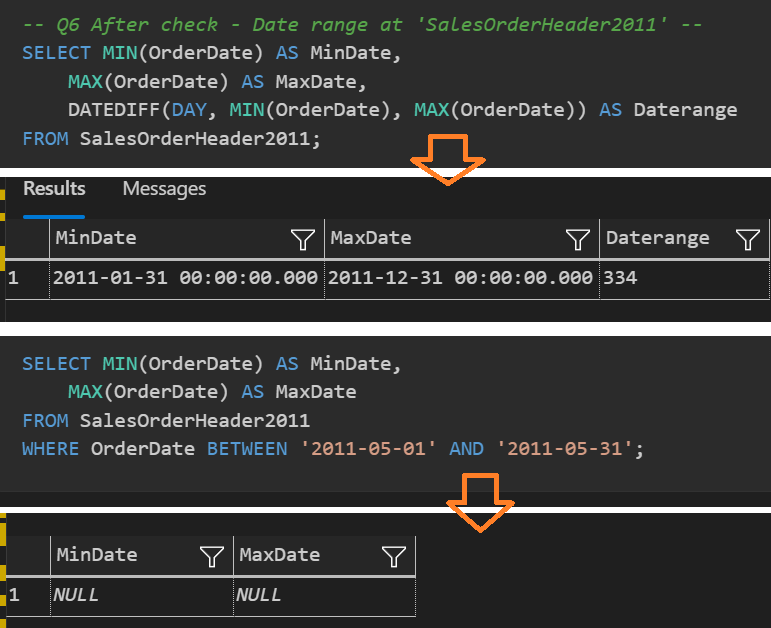 -- Q6 After check - Date range at 'SalesOrderHeader2011' --
SELECT MIN(OrderDate) AS MinDate,
MAX(OrderDate) AS MaxDate,
DATEDIFF(DAY, MIN(OrderDate), MAX(OrderDate)) AS Daterange
FROM SalesOrderHeader2011;
Results Messages
MinDate MaxDate Daterange
1 2011-01-31 00:00:00.000 2011-12-31 00:00:00.000 334
SELECT MIN(OrderDate) AS MinDate,
MAX(OrderDate) AS MaxDate
FROM SalesOrderHeader2011
WHERE OrderDate BETWEEN '2011-05-01' AND '2011-05-31';
MinDate MaxDate
1 NULL NULL